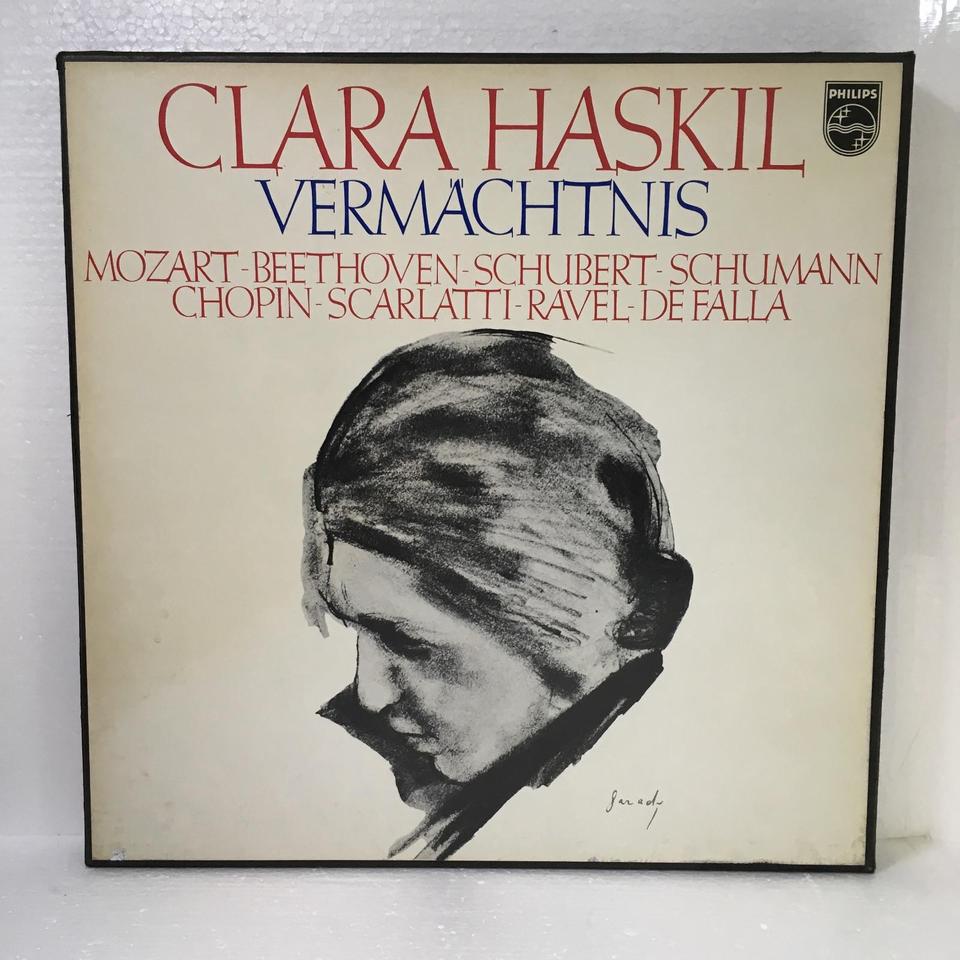 CLARA HASKIL
PHILIPS
VERMÄCHTNIS
MOZART-BEETHOVEN-SCHUBERT-SCHUMANN
CHOPIN-SCARLATTI-RAVEL-DE FALLA